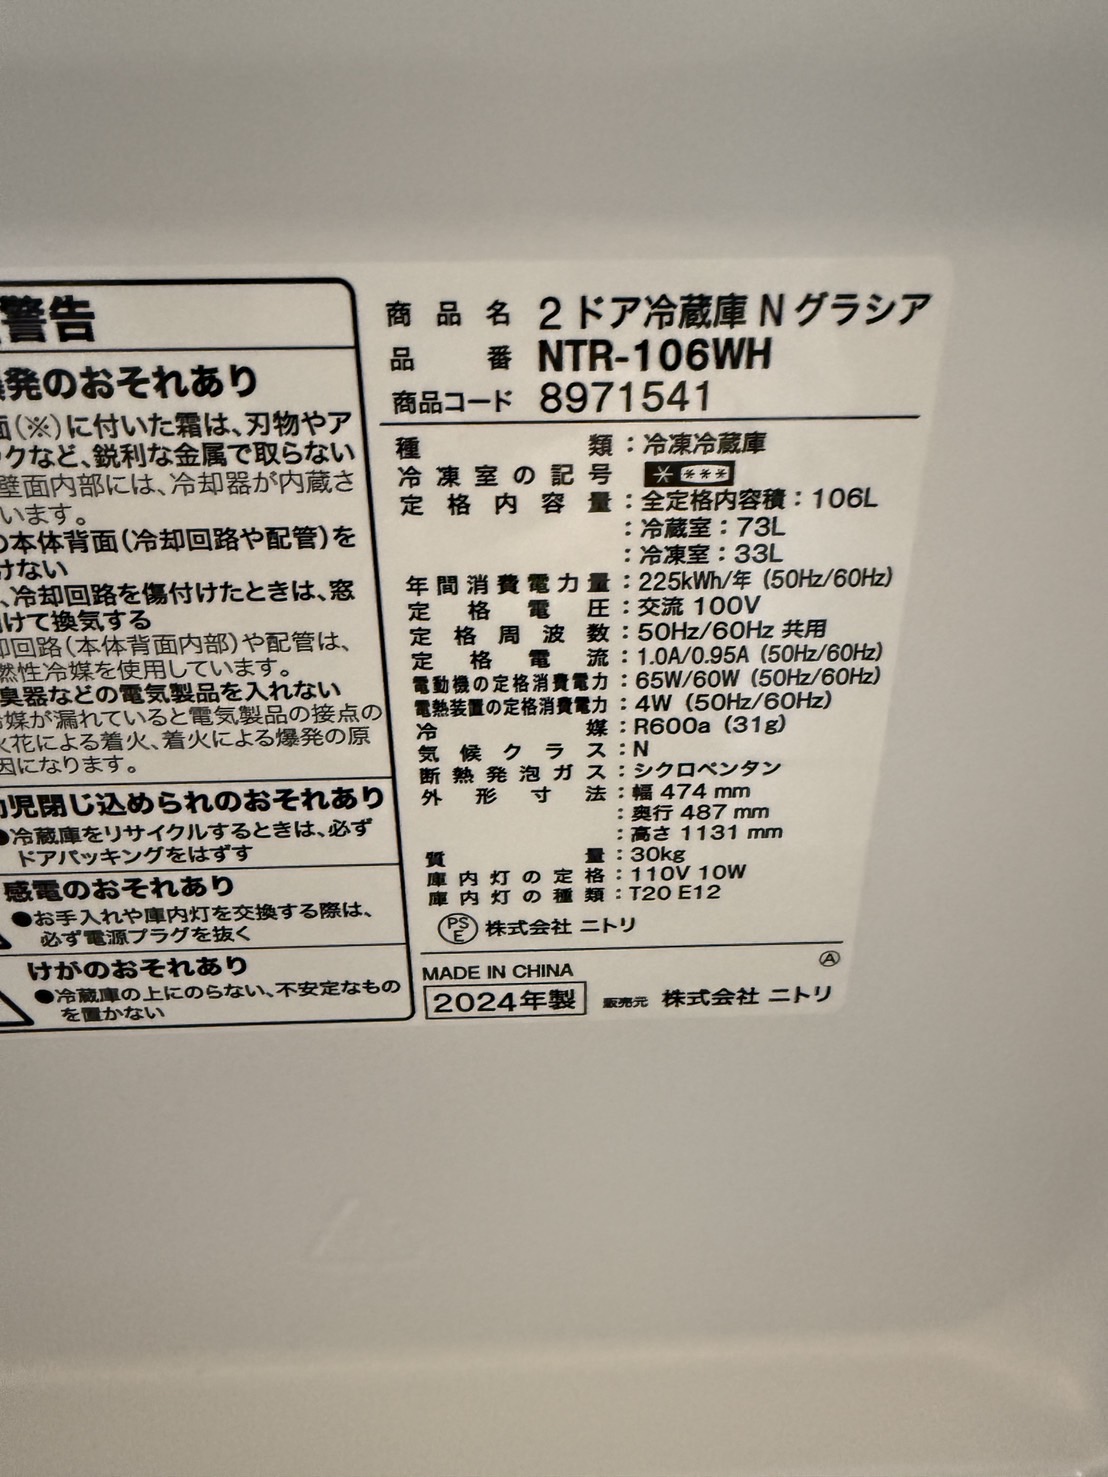 警告
発のおそれあり
面(※)に付いた霜は、刃物やア
クなど、鋭利な金属で取らない
壁面内部には、冷却器が内蔵さ
います。
の本体背面(冷却回路や配管)を
けない
、冷却回路を傷付けたときは、窓
けて換気する
却回路(本体背面内部)や配管は、
燃性冷媒を使用しています。
臭器などの電気製品を入れない
冷媒が漏れていると電気製品の接点の
火花による着火、着火による爆発の原
因になります。
幼児閉じ込められのおそれあり
●冷蔵庫をリサイクルするときは、必ず
ドアパッキングをはずす
感電のおそれあり
●お手入れや庫内灯を交換する際は、
必ず電源プラグを抜く
けがのおそれあり
●冷蔵庫の上にのらない、不安定なもの
を置かない
商品名 2ドア冷蔵庫 N グラシア
品番 NTR-106WH
商品コード 8971541
種類:冷凍冷蔵庫
冷凍室の記号 * ***
定格内容量:全定格内容積:106L
:冷蔵室:73L
:冷凍室:33L
年間消費電力量:225kWh/年 (50Hz/60Hz)
定格電圧:交流 100V
定格周波数:50Hz/60Hz 共用
定格電流:1.0A/0.95A (50Hz/60Hz)
電動機の定格消費電力:65W/60W (50Hz/60Hz)
電熱装置の定格消費電力:4W (50Hz/60Hz)
冷媒:R600a (31g)
気候クラス:N
断熱発泡ガス:シクロペンタン
外形寸法:幅 474 mm
:奥行 487 mm
:高さ 1131 mm
質量:30kg
庫内灯の定格:110V 10W
庫内灯の種類:T20 E12
PSE 株式会社 ニトリ
MADE IN CHINA
Ⓐ
2024年製 販売元 株式会社 ニトリ